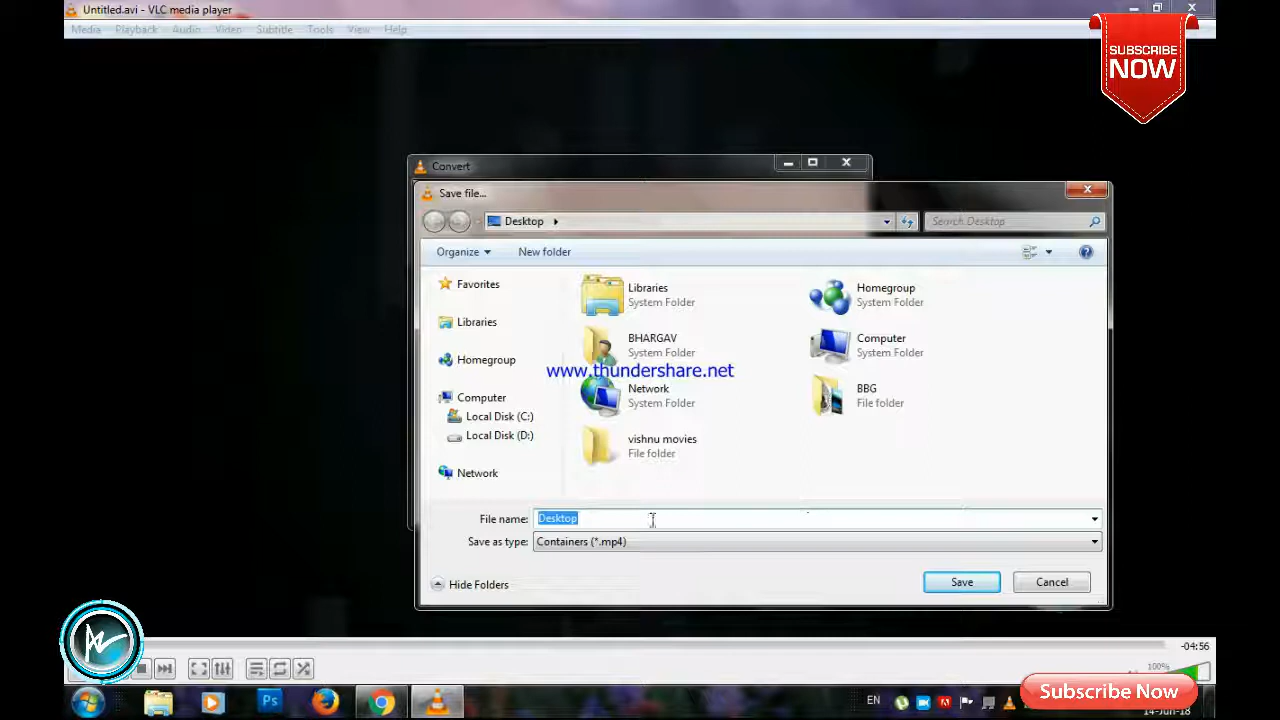 Untitled.avi - VLC media player
Media Playback Audio Video Subtitle Tools View Help
SUBSCRIBE
NOW
Convert
Save file...
Desktop
Search Desktop
Organize
New folder
Favorites
Libraries
Homegroup
Computer
Local Disk (C:)
Local Disk (D:)
Network
Libraries
System Folder
Homegroup
System Folder
BHARGAV
System Folder
Computer
System Folder
www.thundershare.net
Network
System Folder
BBG
File folder
vishnu movies
File folder
File name: Desktop
Save as type: Containers (*.mp4)
Hide Folders
Save
Cancel
-04:56
100%
Ps
EN
Subscribe Now
14-Jun-18